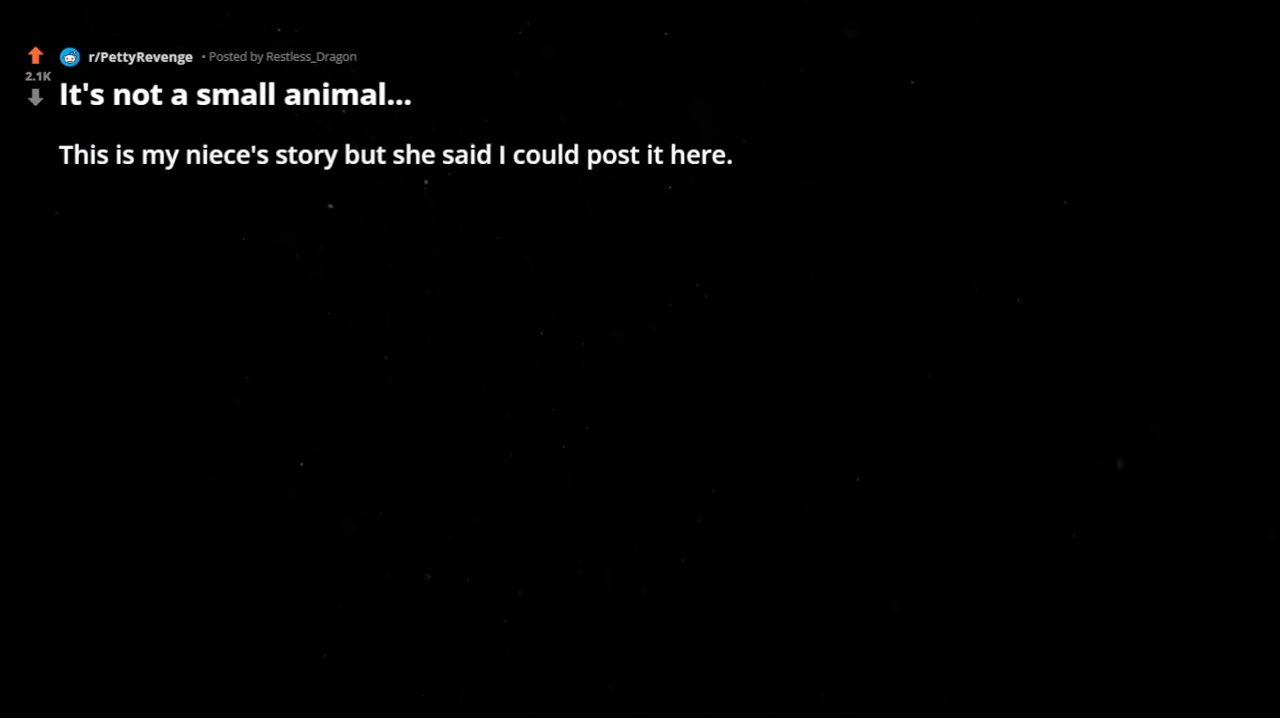 r/PettyRevenge • Posted by Restless_Dragon
2.1K
It's not a small animal...
This is my niece's story but she said I could post it here.